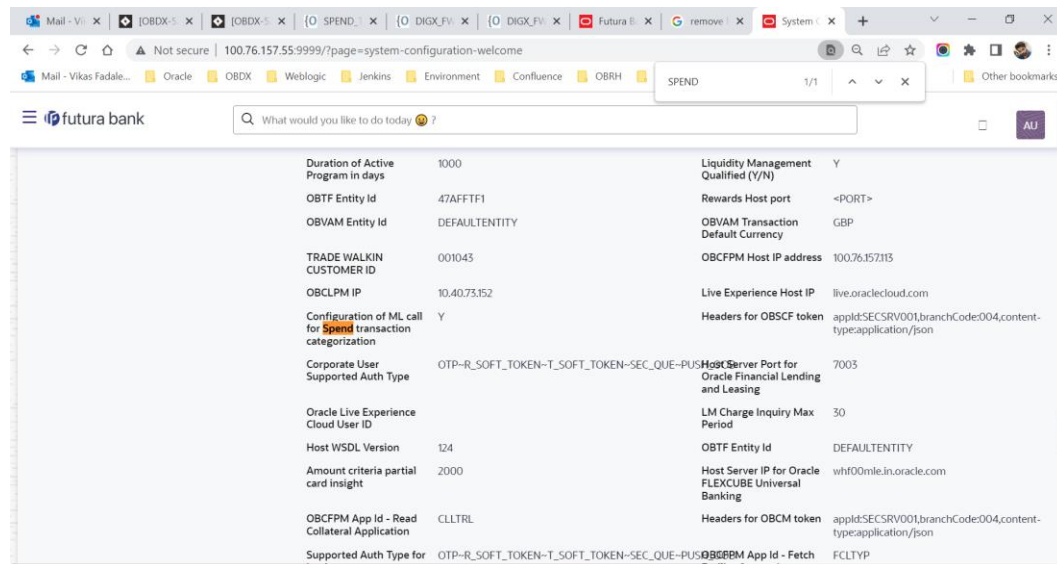 Mail - Vi
[OBDX-S
[OBDX-S
SPEND_
DIGX_FV
DIGX_FV
Futura B
remove
System C
Not secure | 100.76.157.55:9999/?page=system-configuration-welcome
Mail - Vikas Fadale...
Oracle
OBDX
Weblogic
Jenkins
Environment
Confluence
OBRH
Other bookmarks
SPEND 1/1
futura bank
What would you like to do today ?
AU
Duration of Active 1000 Liquidity Management Y
Program in days Qualified (Y/N)
OBTF Entity Id 47AFFTF1 Rewards Host port <PORT>
OBVAM Entity Id DEFAULTENTITY OBVAM Transaction GBP
Default Currency
TRADE WALKIN 001043 OBCFPM Host IP address 100.76.157.113
CUSTOMER ID
OBCLPM IP 10.40.73.152 Live Experience Host IP live.oraclecloud.com
Configuration of ML call Y Headers for OBSCF token appId:SECSRV001,branchCode:004,content-
for Spend transaction type:application/json
categorization
Corporate User OTP~R_SOFT_TOKEN~T_SOFT_TOKEN~SEC_QUE~PUSH Host Server Port for 7003
Supported Auth Type Oracle Financial Lending
and Leasing
Oracle Live Experience LM Charge Inquiry Max 30
Cloud User ID Period
Host WSDL Version 124 OBTF Entity Id DEFAULTENTITY
Amount criteria partial 2000 Host Server IP for Oracle whf00mle.in.oracle.com
card insight FLEXCUBE Universal
Banking
OBCFPM App Id - Read CLLTRL Headers for OBCM token appId:SECSRV001,branchCode:004,content-
Collateral Application type:application/json
Supported Auth Type for OTP~R_SOFT_TOKEN~T_SOFT_TOKEN~SEC_QUE~PUSH OBCFPM App Id - Fetch FCLTYP